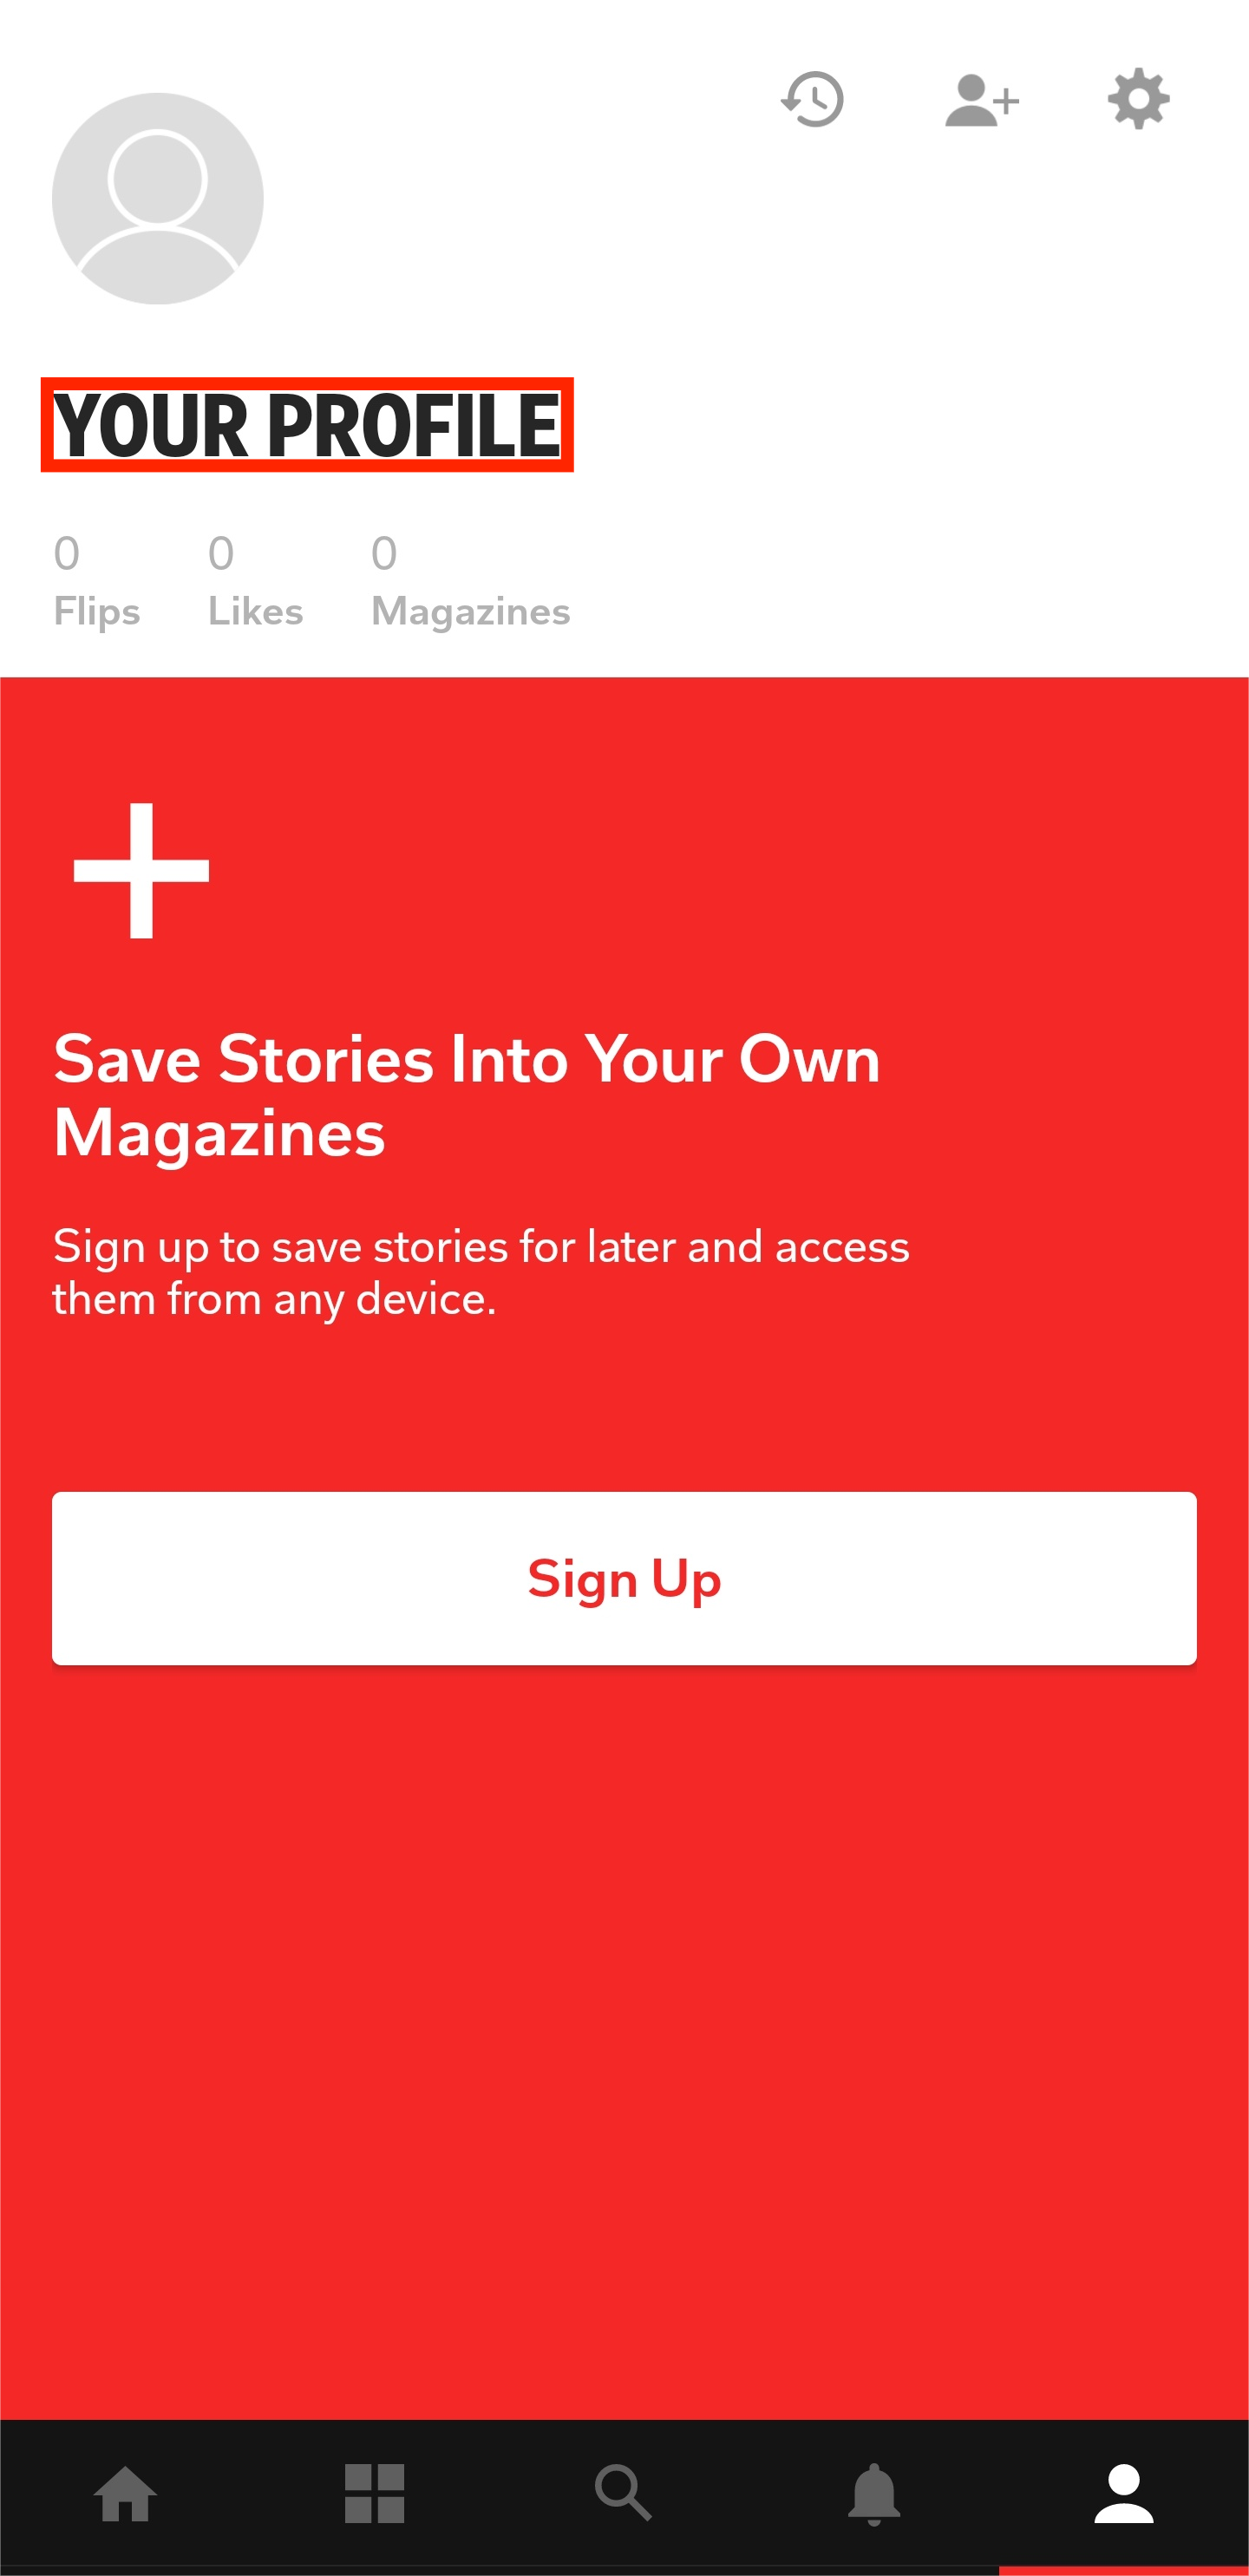 YOUR PROFILE
0 0 0
Flips Likes Magazines
Save Stories Into Your Own
Magazines
Sign up to save stories for later and access
them from any device.
Sign Up